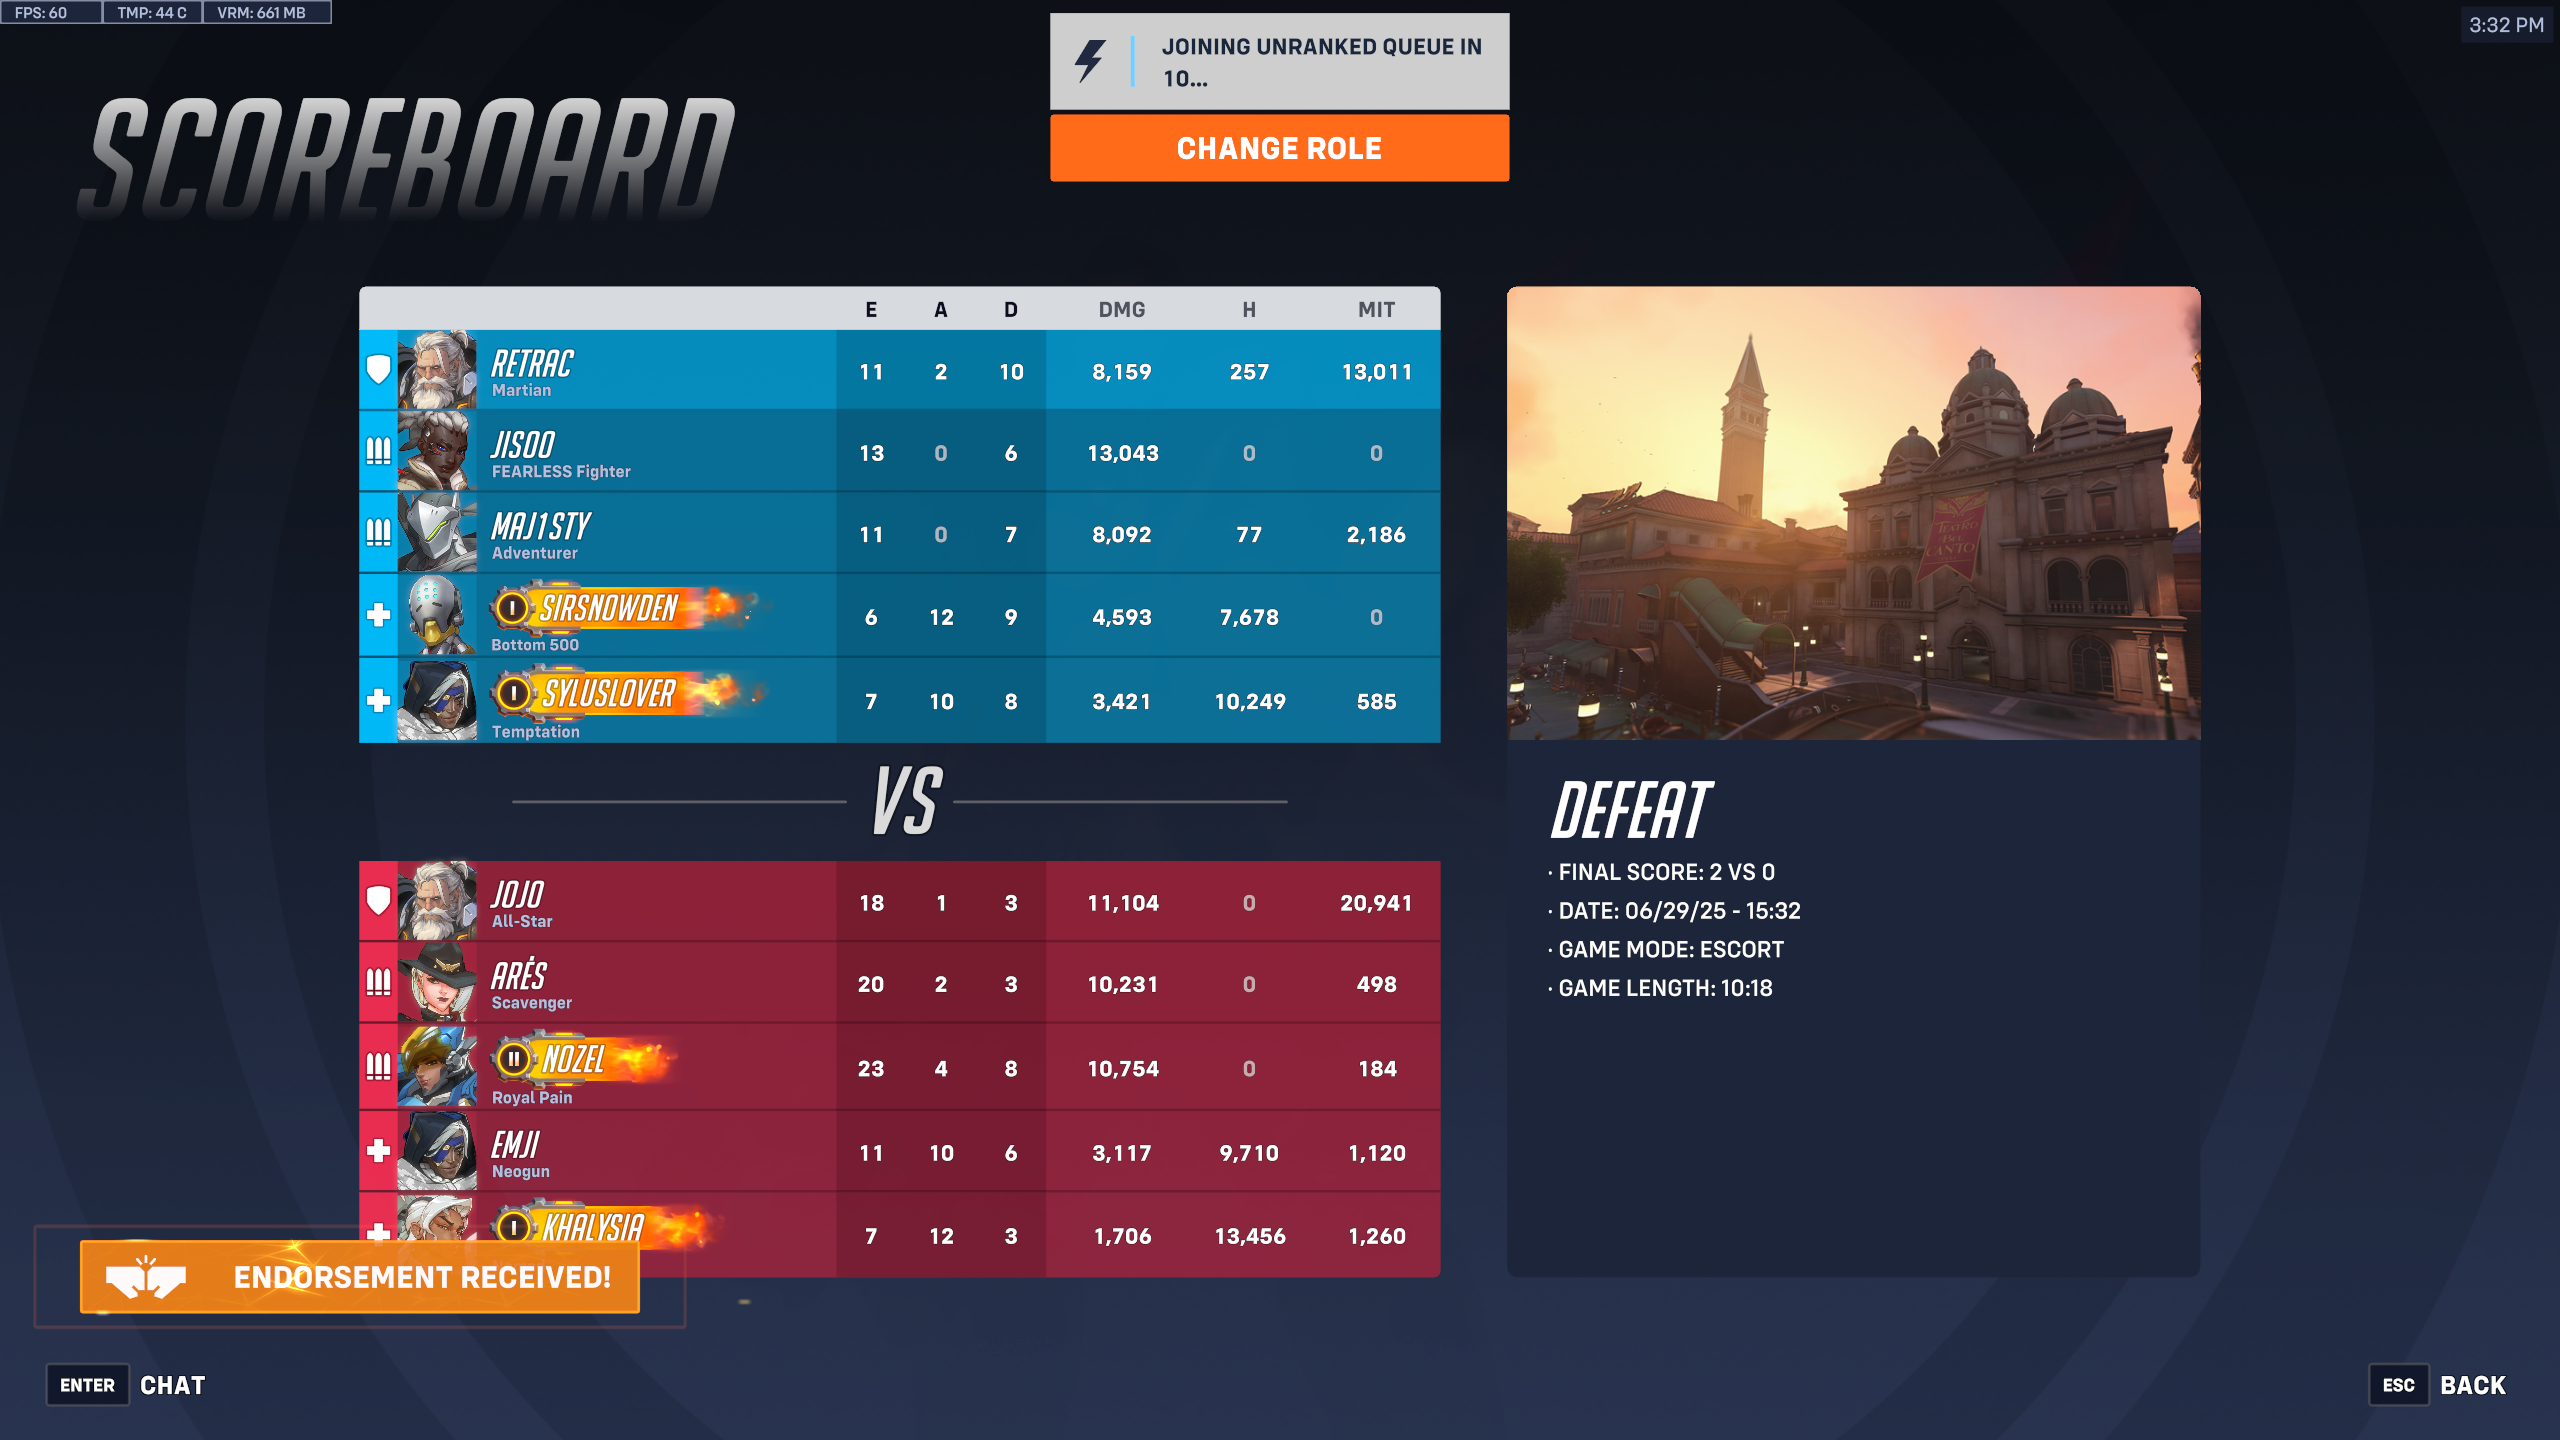 FPS: 60 TMP: 44 C VRM: 661 MB
3:32 PM
JOINING UNRANKED QUEUE IN
10...
CHANGE ROLE
SCOREBOARD
E A D DMG H MIT
RETRAC 11 2 10 8,159 257 13,011
Martian
JISOO 13 0 6 13,043 0 0
FEARLESS Fighter
MAJ1STY 11 0 7 8,092 77 2,186
Adventurer
I SIRSNOWDEN 6 12 9 4,593 7,678 0
Bottom 500
I SYLUSLOVER 7 10 8 3,421 10,249 585
Temptation
VS
JOJO 18 1 3 11,104 0 20,941
All-Star
ARÈS 20 2 3 10,231 0 498
Scavenger
II NOZEL 23 4 8 10,754 0 184
Royal Pain
EMJI 11 10 6 3,117 9,710 1,120
Neogun
I KHALYSIA 7 12 3 1,706 13,456 1,260
TEATRO
DEL
CANTO
DEFEAT
· FINAL SCORE: 2 VS 0
· DATE: 06/29/25 - 15:32
· GAME MODE: ESCORT
· GAME LENGTH: 10:18
ENDORSEMENT RECEIVED!
ENTER CHAT
ESC BACK